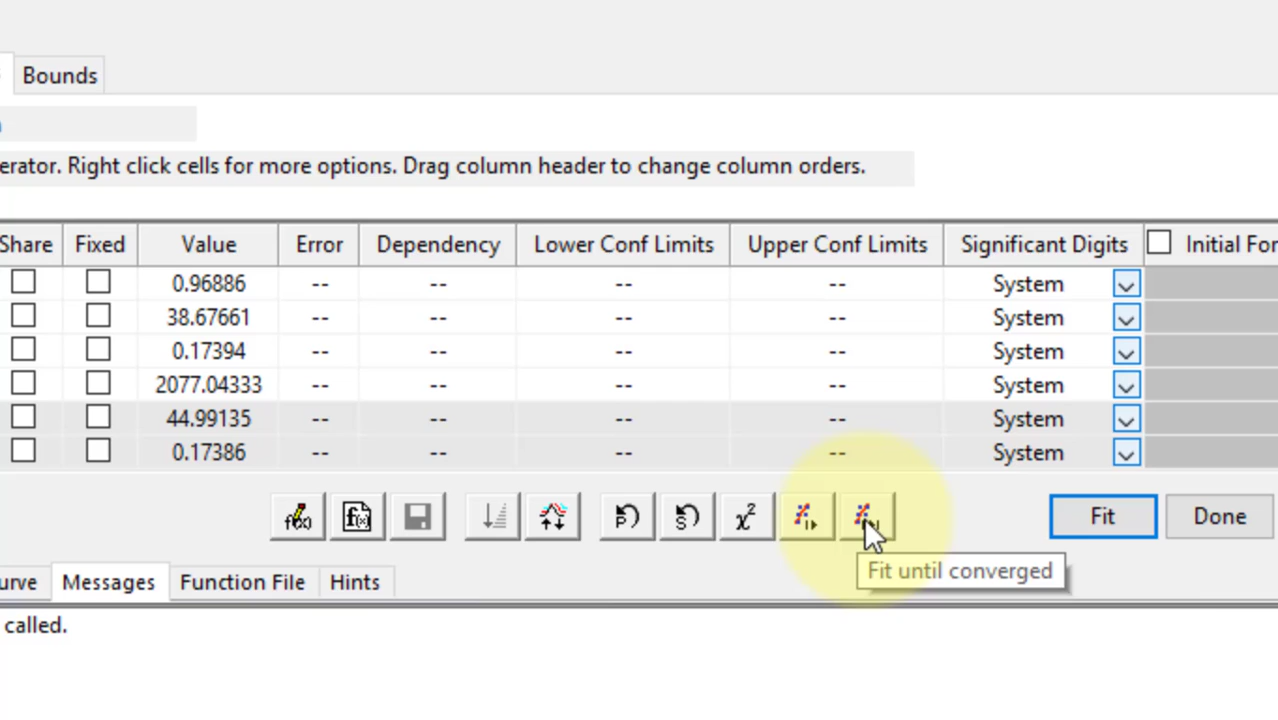 Bounds
erator. Right click cells for more options. Drag column header to change column orders.
Share Fixed Value Error Dependency Lower Conf Limits Upper Conf Limits Significant Digits Initial For
0.96886 -- -- -- -- System
38.67661 -- -- -- -- System
0.17394 -- -- -- -- System
2077.04333 -- -- -- -- System
44.99135 -- -- -- -- System
0.17386 -- -- -- -- System
f(x) f(x) P S χ² Fit Done
Fit until converged
urve Messages Function File Hints
called.